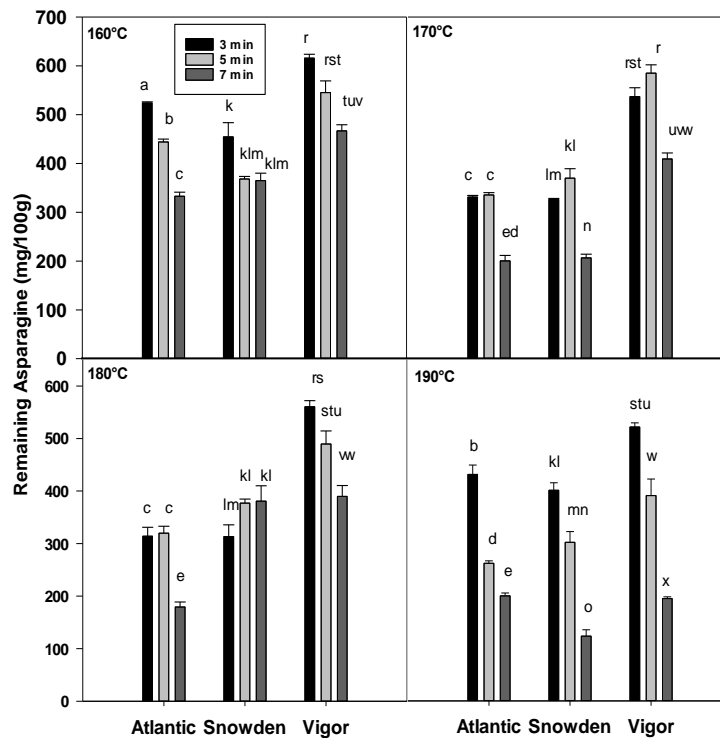 Remaining Asparagine (mg/100g)
700
600
500
400
300
200
100
0
160°C
3 min
5 min
7 min
a
b
c
k
klm
klm
r
rst
tuv
170°C
c
c
ed
lm
kl
n
rst
r
uvw
600
500
400
300
200
100
0
180°C
c
c
e
lm
kl
kl
rs
stu
vw
190°C
b
d
e
kl
mn
o
stu
w
x
Atlantic Snowden Vigor
Atlantic Snowden Vigor